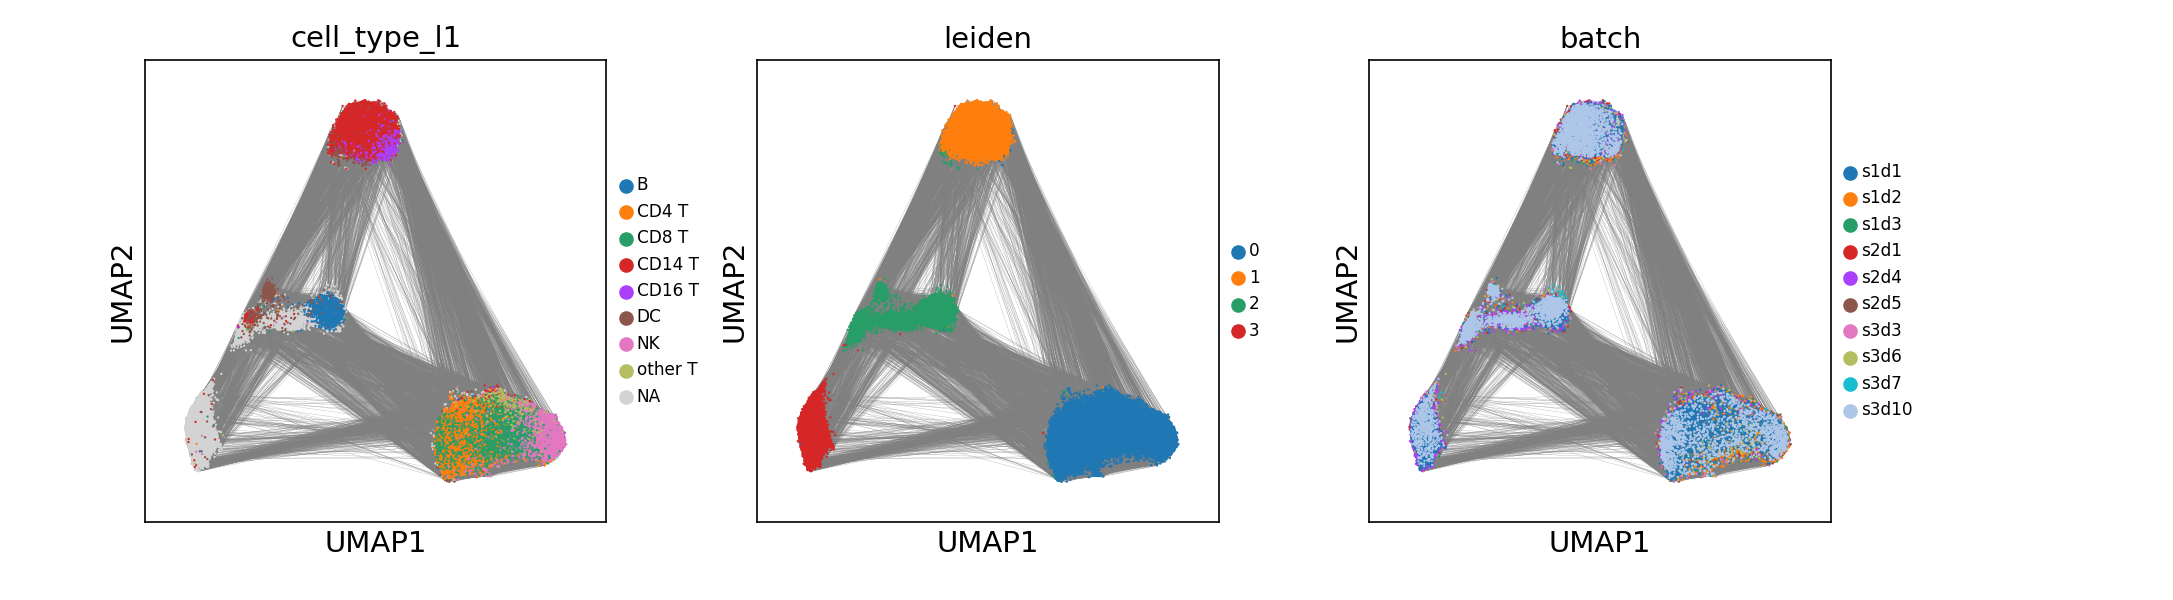 cell_type_l1
UMAP2
UMAP1
B
CD4 T
CD8 T
CD14 T
CD16 T
DC
NK
other T
NA
leiden
UMAP2
UMAP1
0
1
2
3
batch
UMAP2
UMAP1
s1d1
s1d2
s1d3
s2d1
s2d4
s2d5
s3d3
s3d6
s3d7
s3d10